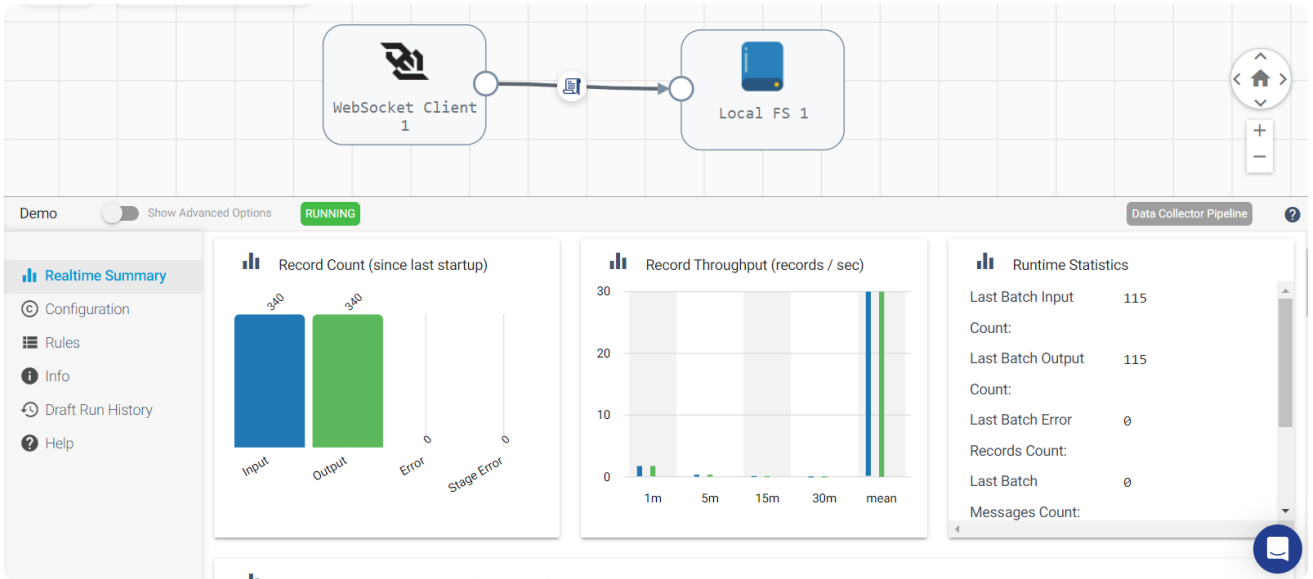 WebSocket Client
1
Local FS 1
Demo
Show Advanced Options
RUNNING
Data Collector Pipeline
Realtime Summary
Configuration
Rules
Info
Draft Run History
Help
Record Count (since last startup)
340
340
0
0
Input
Output
Error
Stage Error
Record Throughput (records / sec)
30
20
10
0
1m
5m
15m
30m
mean
Runtime Statistics
Last Batch Input
Count:
115
Last Batch Output
Count:
115
Last Batch Error
Records Count:
0
Last Batch
Messages Count:
0